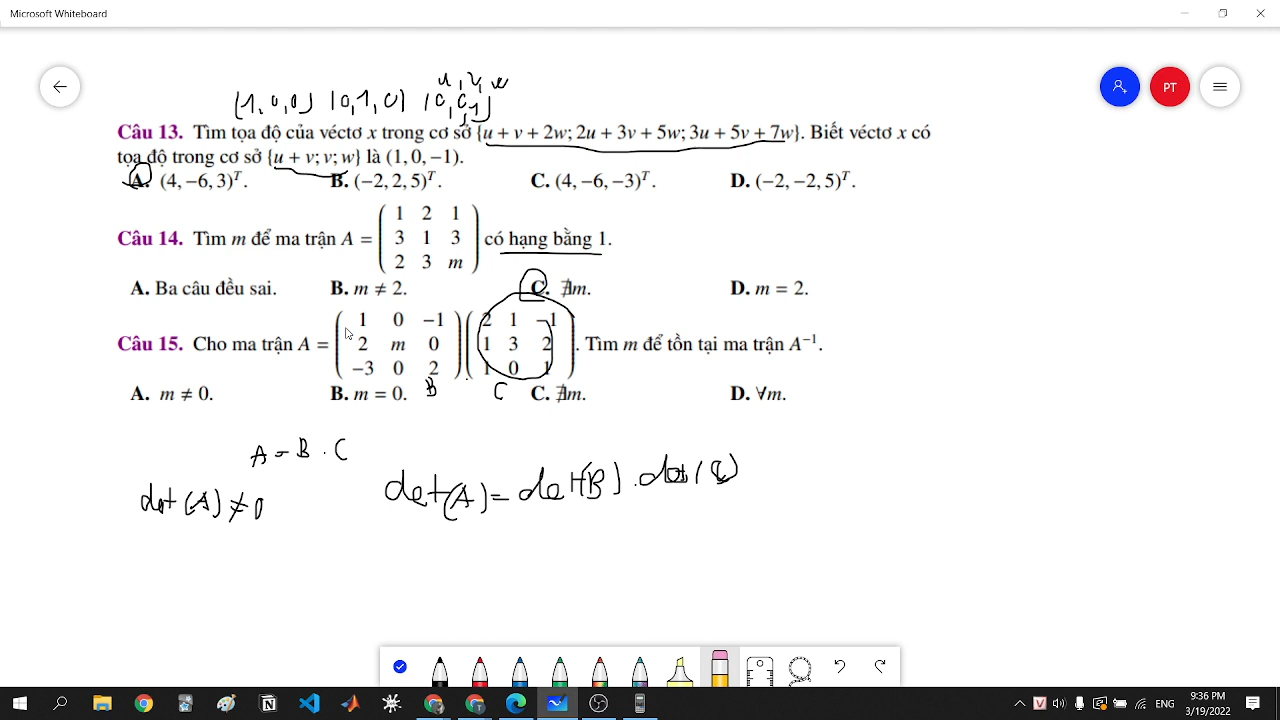 Microsoft Whiteboard
u, v, w
(1, 0, 0) (0, 1, 0) (0, 0, 1)
PT
Câu 13. Tìm tọa độ của véctơ x trong cơ sở {u + v + 2w; 2u + 3v + 5w; 3u + 5v + 7w}. Biết véctơ x có
tọa độ trong cơ sở {u + v; v; w} là (1, 0, −1).
A. (4, −6, 3)ᵀ. B. (−2, 2, 5)ᵀ. C. (4, −6, −3)ᵀ. D. (−2, −2, 5)ᵀ.
1 2 1
Câu 14. Tìm m để ma trận A = 3 1 3 có hạng bằng 1.
2 3 m
A. Ba câu đều sai. B. m ≠ 2. C. ∄m. D. m = 2.
1 0 −1 2 1 −1
Câu 15. Cho ma trận A = 2 m 0 1 3 2 . Tìm m để tồn tại ma trận A⁻¹.
−3 0 2 1 0 1
B C
A. m ≠ 0. B. m = 0. C. ∄m. D. ∀m.
A = B . C
det (A) ≠ 0 det(A) = det(B) . det(C)
ENG
9:36 PM
3/19/2022